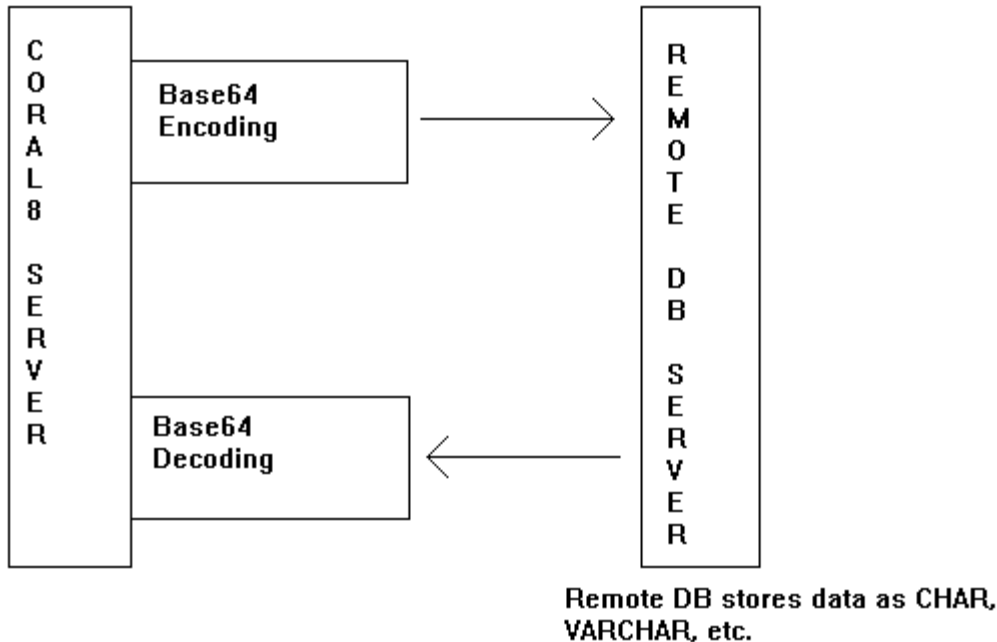 CORAL8 SERVER
Base64
Encoding
Base64
Decoding
REMOTE DB SERVER
Remote DB stores data as CHAR,
VARCHAR, etc.